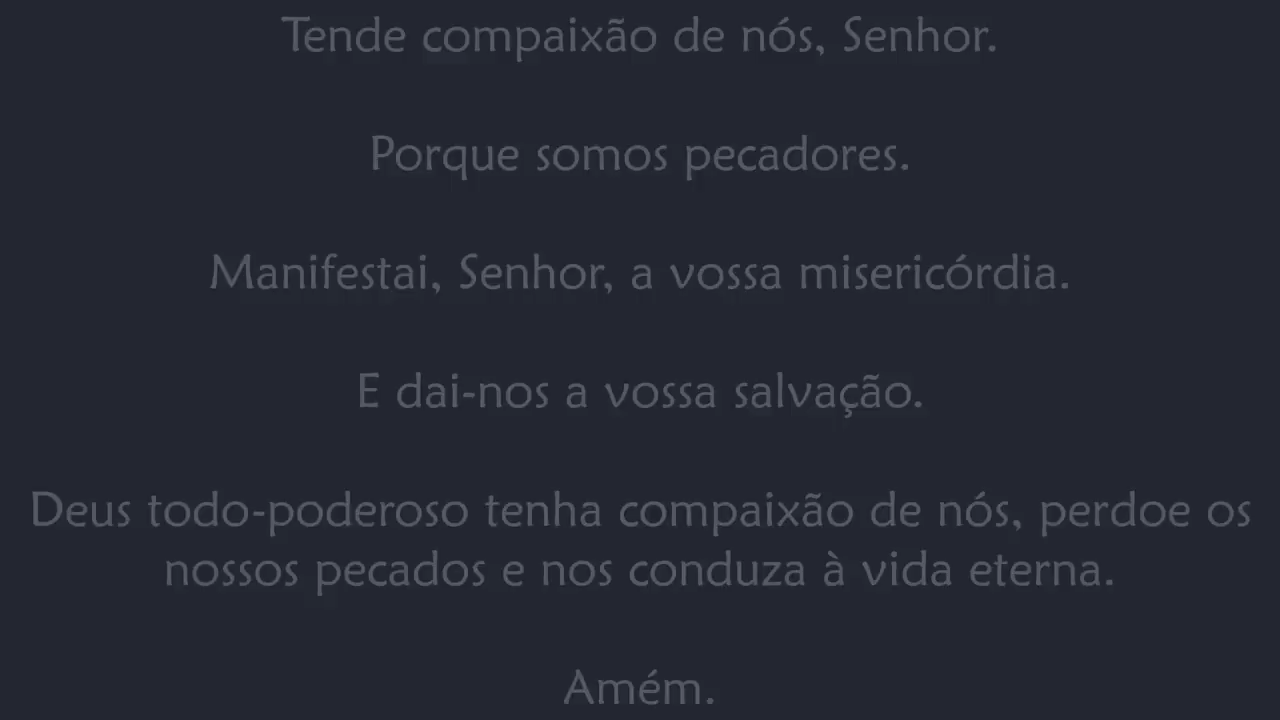 Tende compaixão de nós, Senhor.
Porque somos pecadores.
Manifestai, Senhor, a vossa misericórdia.
E dai-nos a vossa salvação.
Deus todo-poderoso tenha compaixão de nós, perdoe os
nossos pecados e nos conduza à vida eterna.
Amém.